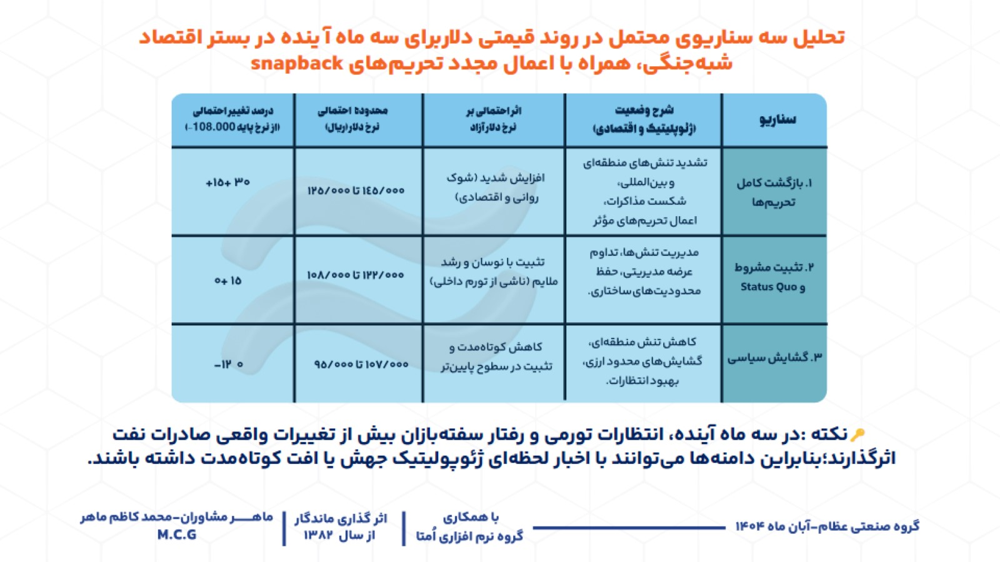 تحلیل سه سناریوی محتمل در روند قیمتی دلاربرای سه ماه آینده در بستر اقتصاد
شبه‌جنگی، همراه با اعمال مجدد تحریم‌های snapback
سناریو
شرح وضعیت
(ژئوپلیتیک و اقتصادی)
اثر احتمالی بر
نرخ دلار آزاد
محدودهٔ احتمالی
نرخ دلار (ریال)
درصد تغییر احتمالی
(از نرخ پایه 108.000-)
۱. بازگشت کامل
تحریم‌ها
تشدید تنش‌های منطقه‌ای
و بین‌المللی،
شکست مذاکرات،
اعمال تحریم‌های مؤثر
افزایش شدید (شوک
روانی و اقتصادی)
۱۲۵/۰۰۰ تا ۱۴۵/۰۰۰
+۱۵+ ۳۰
۲. تثبیت مشروط
و Status Quo
مدیریت تنش‌ها، تداوم
عرضه مدیریتی، حفظ
محدودیت‌های ساختاری.
تثبیت با نوسان و رشد
ملایم (ناشی از تورم داخلی)
۱۰۸/۰۰۰ تا ۱۲۲/۰۰۰
۰+ ۱۵
۳. گشایش سیاسی
کاهش تنش منطقه‌ای،
گشایش‌های محدود ارزی،
بهبود انتظارات.
کاهش کوتاه‌مدت و
تثبیت در سطوح پایین‌تر
۹۵/۰۰۰ تا ۱۰۷/۰۰۰
-۱۲ ۰
نکته :در سه ماه آینده، انتظارات تورمی و رفتار سفته‌بازان بیش از تغییرات واقعی صادرات نفت
اثرگذارند؛بنابراین دامنه‌ها می‌توانند با اخبار لحظه‌ای ژئوپولیتیک جهش یا افت کوتاه‌مدت داشته باشند.
گروه صنعتی عظام-آبان ماه ۱۴۰۴
با همکاری
گروه نرم افزاری اُمتا
اثر گذاری ماندگار
از سال ۱۳۸۲
ماهـــر مشاوران-محمد کاظم ماهر
M.C.G